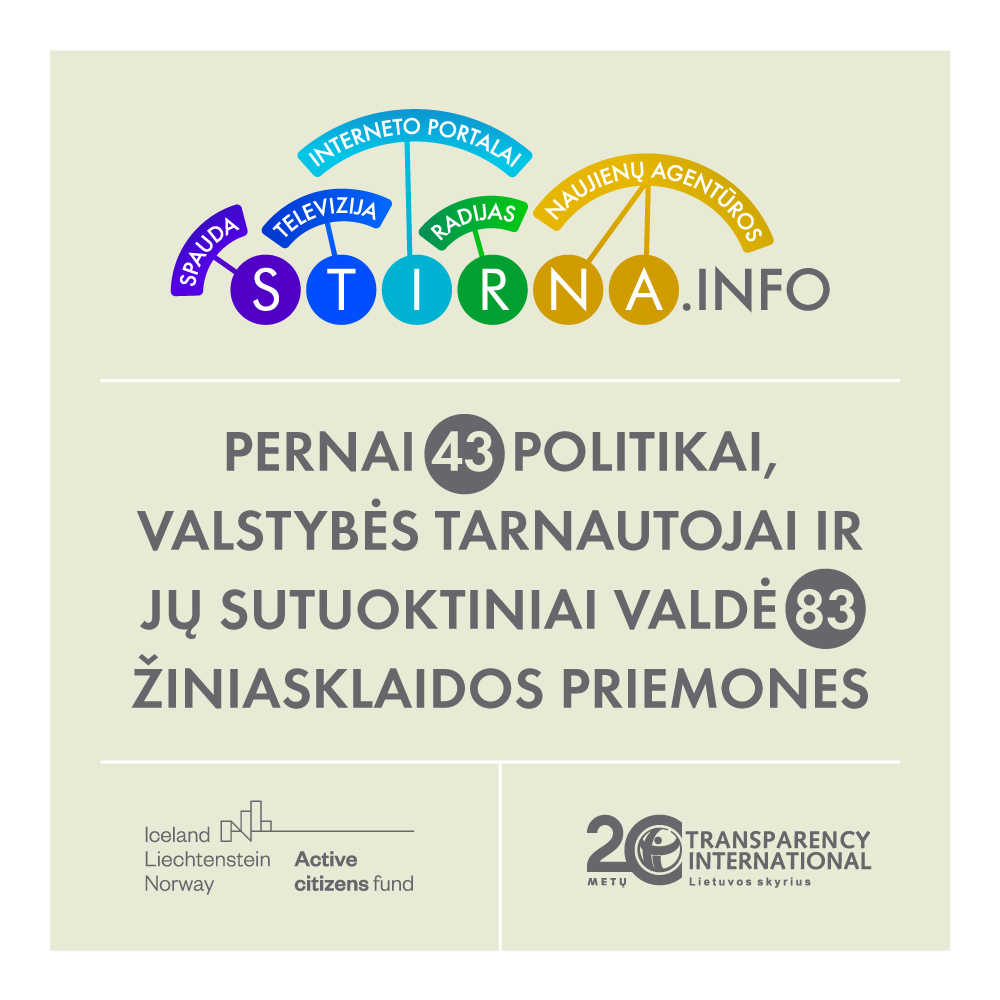 INTERNETO PORTALAI
NAUJIENŲ AGENTŪROS
TELEVIZIJA
RADIJAS
SPAUDA
STIRNA.INFO
PERNAI 43 POLITIKAI,
VALSTYBĖS TARNAUTOJAI IR
JŲ SUTUOKTINIAI VALDĖ 83
ŽINIASKLAIDOS PRIEMONES
Iceland
Liechtenstein Active
Norway citizens fund
20 TRANSPARENCY
INTERNATIONAL
METŲ Lietuvos skyrius